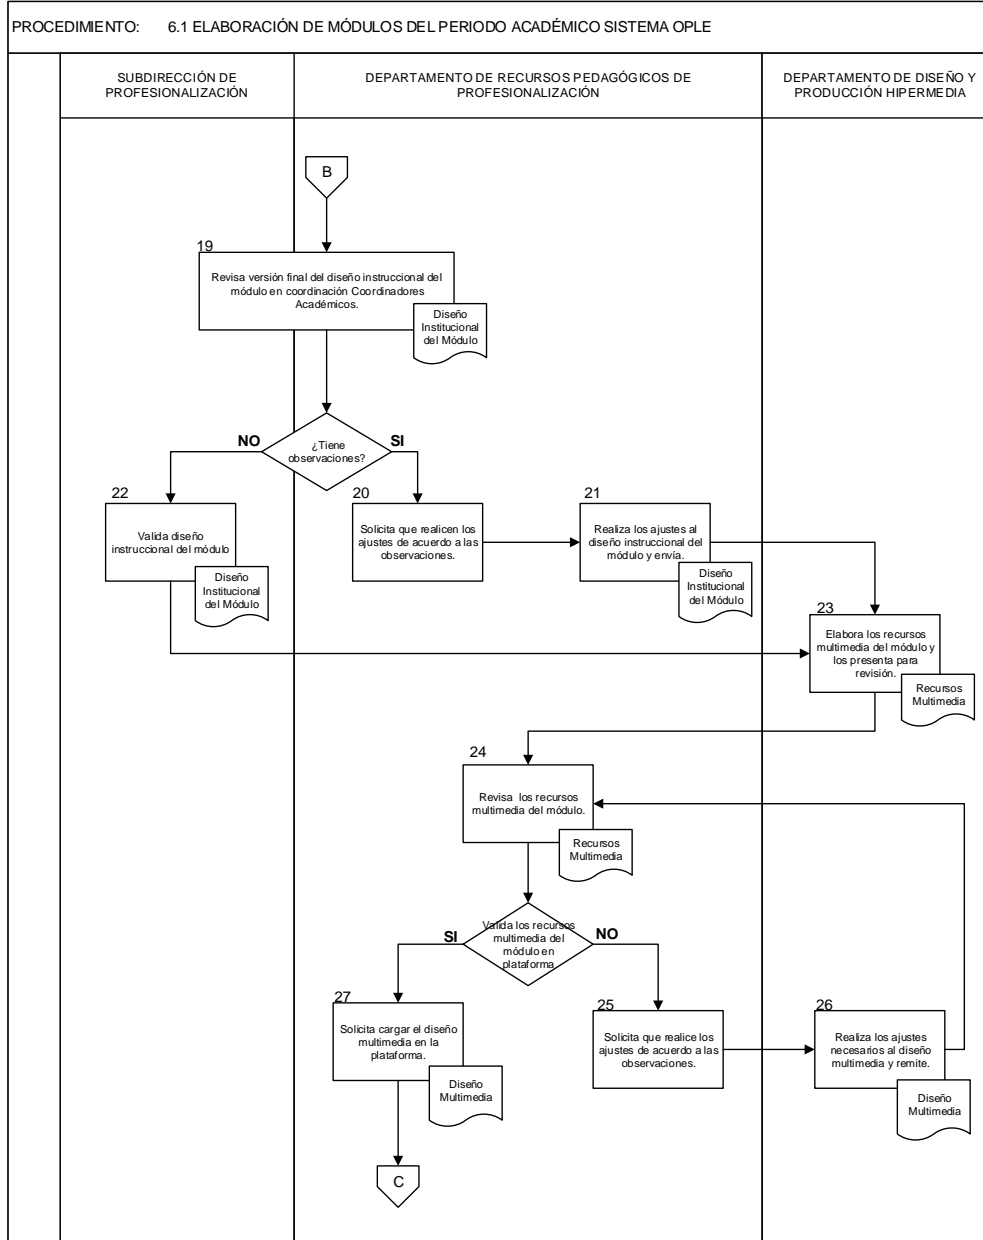 PROCEDIMIENTO: 6.1 ELABORACIÓN DE MÓDULOS DEL PERIODO ACADÉMICO SISTEMA OPLE
SUBDIRECCIÓN DE
PROFESIONALIZACIÓN
DEPARTAMENTO DE RECURSOS PEDAGÓGICOS DE
PROFESIONALIZACIÓN
DEPARTAMENTO DE DISEÑO Y
PRODUCCIÓN HIPERMEDIA
B
19
Revisa versión final del diseño instruccional del
módulo en coordinación Coordinadores
Académicos.
Diseño
Institucional
del Módulo
¿Tiene
observaciones?
NO
SI
22
Valida diseño
instruccional del módulo
Diseño
Institucional
del Módulo
20
Solicita que realicen los
ajustes de acuerdo a las
observaciones.
21
Realiza los ajustes al
diseño instruccional del
módulo y envía.
Diseño
Institucional
del Módulo
23
Elabora los recursos
multimedia del módulo y
los presenta para
revisión.
Recursos
Multimedia
24
Revisa los recursos
multimedia del módulo.
Recursos
Multimedia
Valida los recursos
multimedia del
módulo en
plataforma
SI
NO
27
Solicita cargar el diseño
multimedia en la
plataforma.
Diseño
Multimedia
25
Solicita que realice los
ajustes de acuerdo a las
observaciones.
26
Realiza los ajustes
necesarios al diseño
multimedia y remite.
Diseño
Multimedia
C